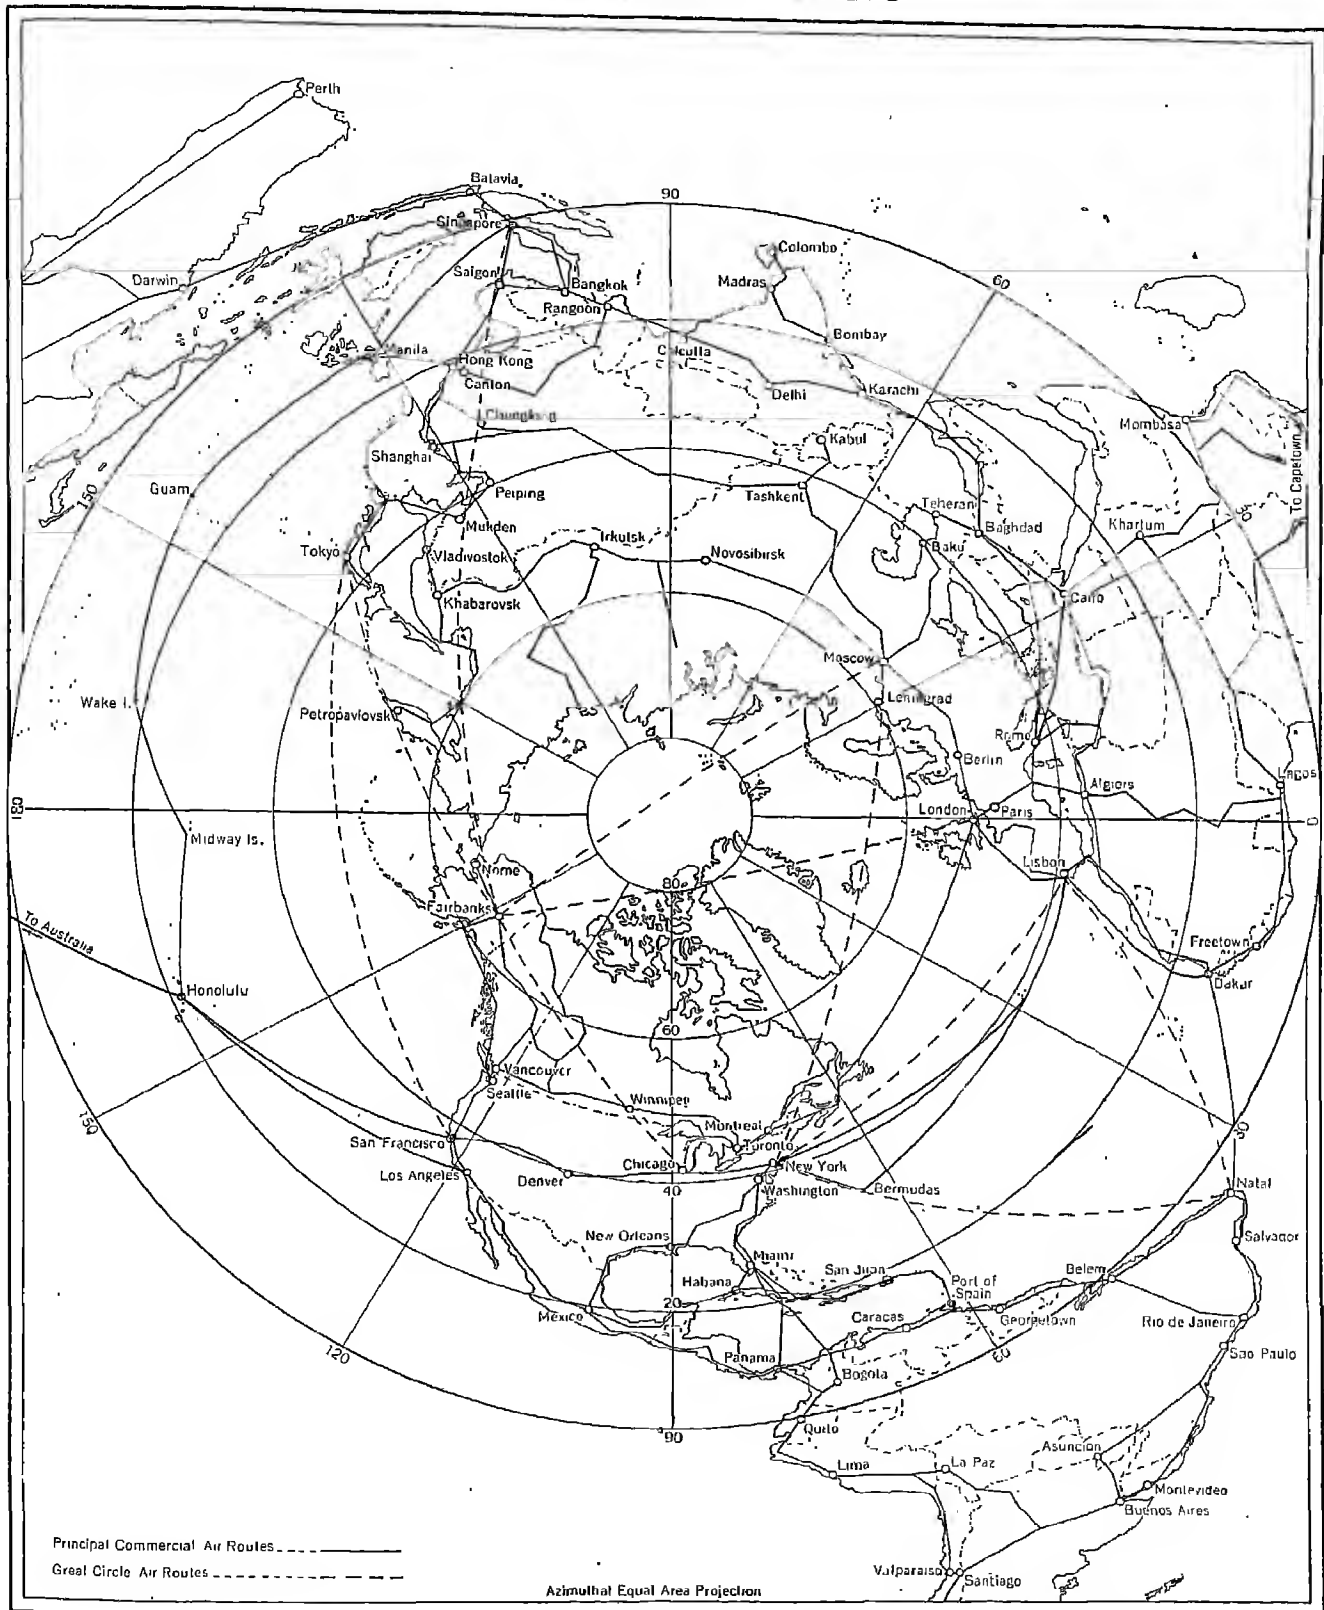 Perth
Batavia
90
Singapore
Colombo
60
Darwin
Saigon
Bangkok
Madras
Rangoon
Bombay
Manila
Hong Kong
Calcutta
Canton
Delhi
Karachi
Chungking
Mombasa
Kabul
Shanghai
To Capetown
Guam
150
Peiping
Tashkent
30
Teheran
Mukden
Baghdad
Khartum
Tokyo
Vladivostok
Irkutsk
Novosibirsk
Baku
Khabarovsk
Cairo
Moscow
Leningrad
Wake I.
Petropavlovsk
Rome
Berlin
Lagos
Algiers
180
London
Paris
0
Midway Is.
Lisbon
Nome
80
Fairbanks
To Australia
Freetown
Dakar
Honolulu
60
Vancouver
Seattle
Winnipeg
150
Montreal
30
San Francisco
Toronto
Chicago
New York
Los Angeles
Denver
40
Washington
Bermudas
Natal
New Orleans
Salvador
Miami
San Juan
Belem
Habana
Port of
Spain
20
Mexico
Caracas
Georgetown
Rio de Janeiro
120
Panama
60
Sao Paulo
Bogota
90
Quito
Asuncion
Lima
La Paz
Montevideo
Buenos Aires
Principal Commercial Air Routes
Great Circle Air Routes
Valparaiso
Santiago
Azimuthal Equal Area Projection